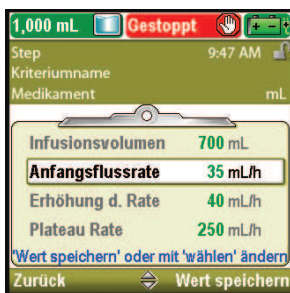 1,000 mL Gestoppt
Step 9:47 AM
Kriteriumname
Medikament mL
Infusionsvolumen 700 mL
Anfangsflussrate 35 mL/h
Erhöhung d. Rate 40 mL/h
Plateau Rate 250 mL/h
'Wert speichern' oder mit 'wählen' ändern
Zurück Wert speichern